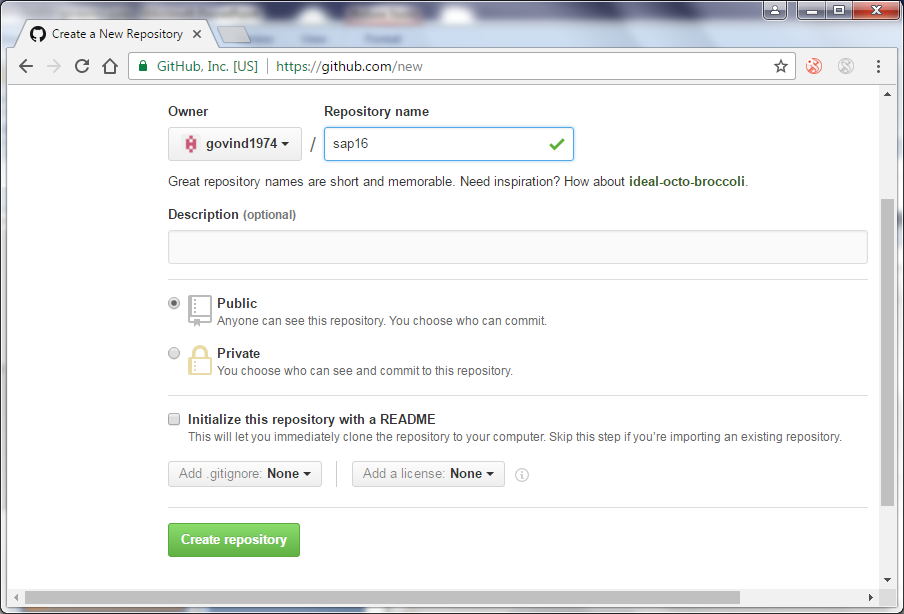 Create a New Repository
GitHub, Inc. [US] https://github.com/new
Owner Repository name
govind1974 / sap16
Great repository names are short and memorable. Need inspiration? How about ideal-octo-broccoli.
Description (optional)
Public
Anyone can see this repository. You choose who can commit.
Private
You choose who can see and commit to this repository.
Initialize this repository with a README
This will let you immediately clone the repository to your computer. Skip this step if you’re importing an existing repository.
Add .gitignore: None Add a license: None
Create repository